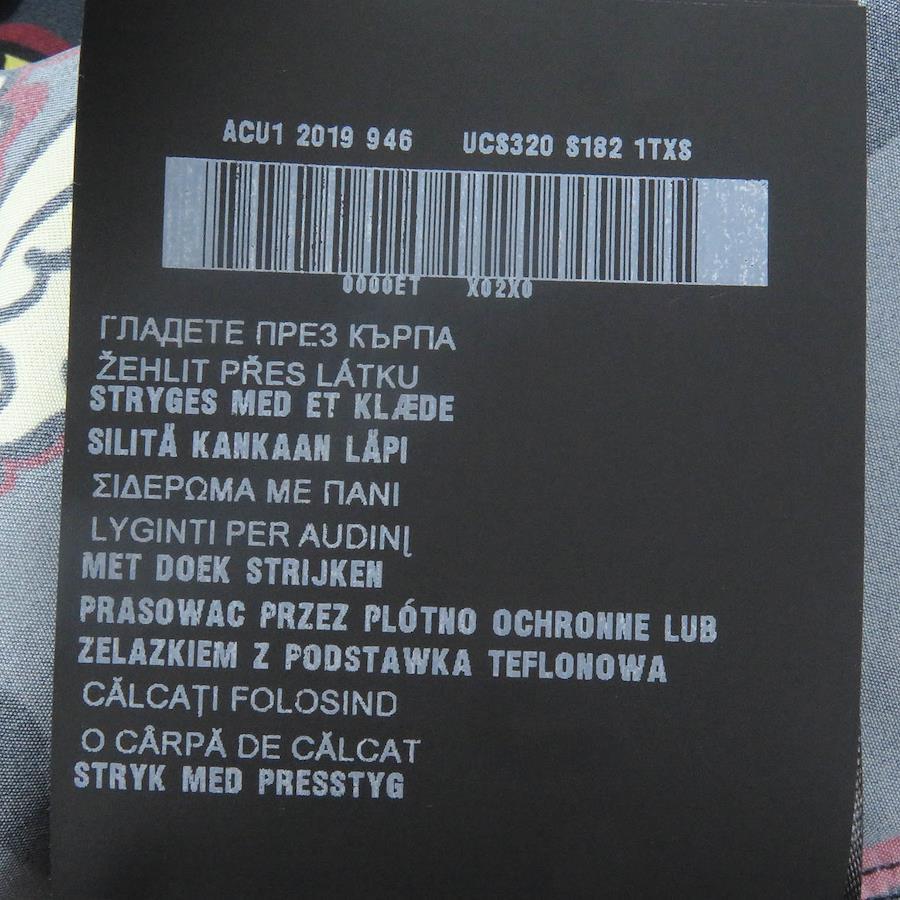 ACU1 2019 946 UCS320 S182 1TXS
0000ET X02X0
ГЛАДЕТЕ ПРЕЗ КЪРПА
ŽEHLIT PŘES LÁTKU
STRYGES MED ET KLÆDE
SILITÄ KANKAAN LÄPI
ΣΙΔΕΡΩΜΑ ΜΕ ΠΑΝΙ
LYGINTI PER AUDINĮ
MET DOEK STRIJKEN
PRASOWAC PRZEZ PLÓTNO OCHRONNE LUB
ZELAZKIEM Z PODSTAWKA TEFLONOWA
CĂLCAȚI FOLOSIND
O CÂRPĂ DE CĂLCAT
STRYK MED PRESSTYG